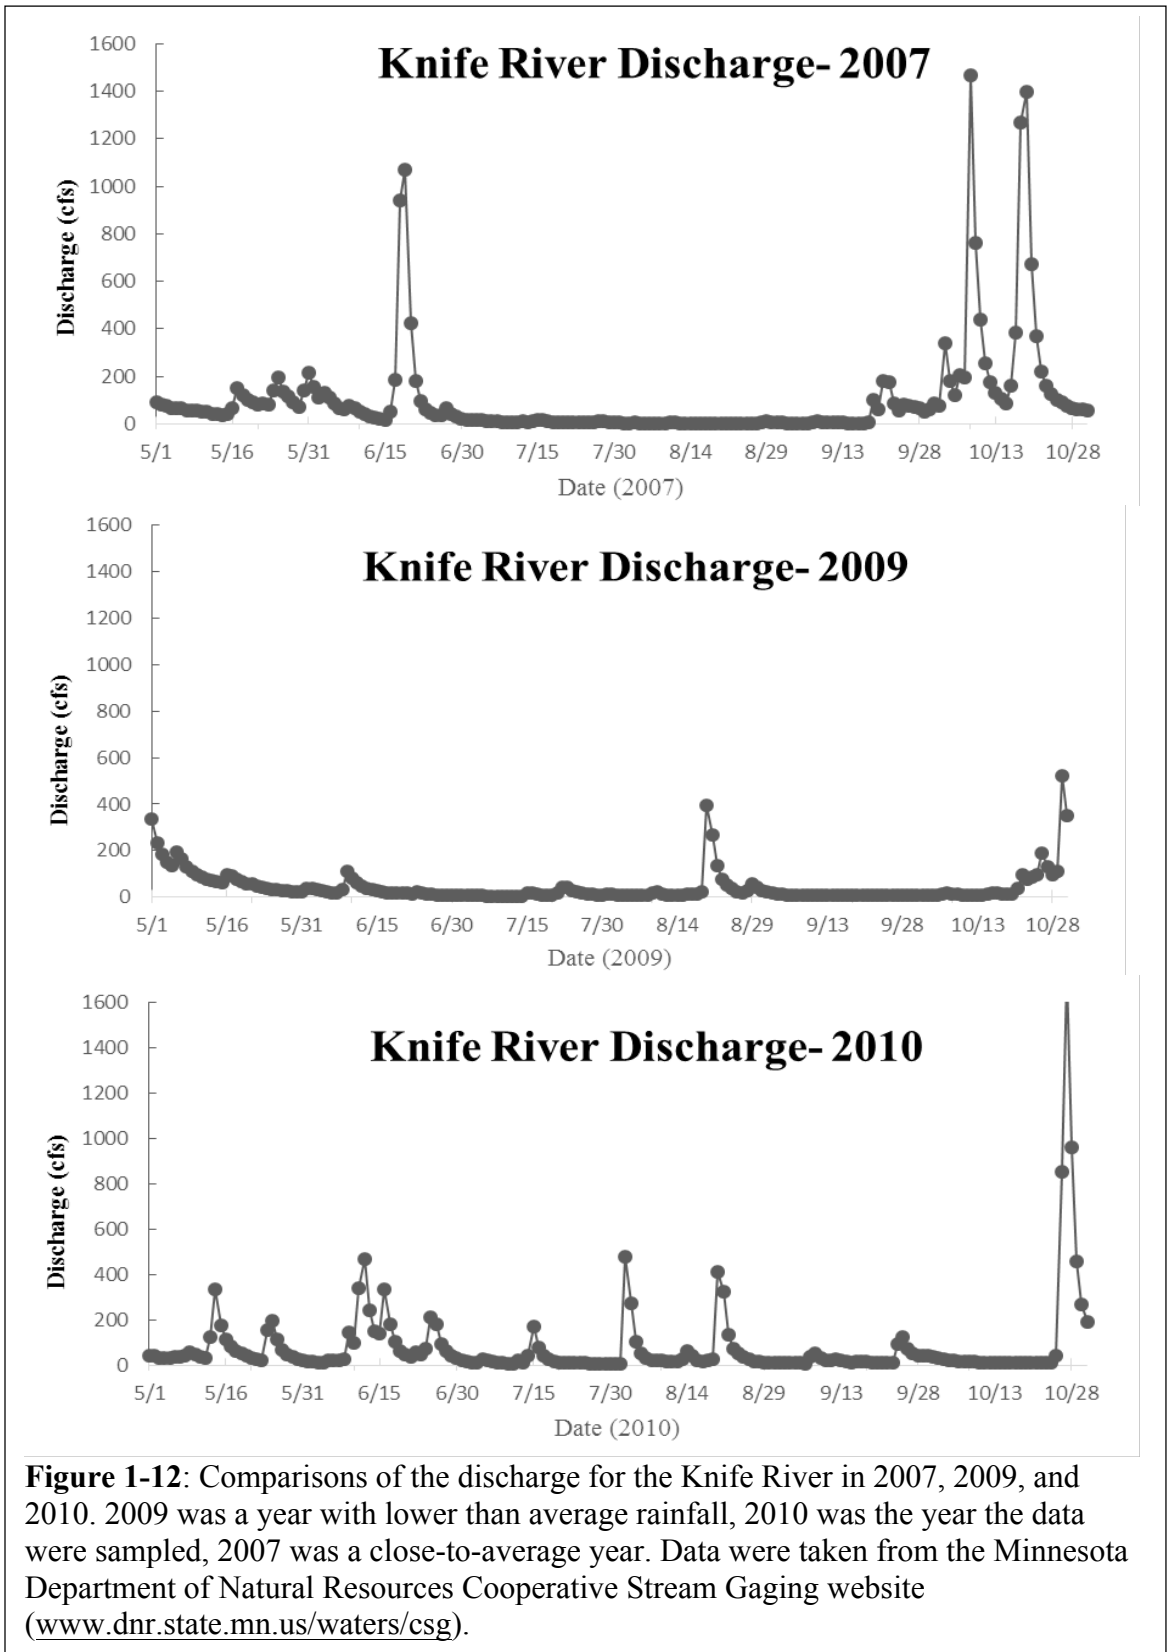 Knife River Discharge- 2007
1600
1400
1200
1000
800
600
400
200
0
Discharge (cfs)
5/1 5/16 5/31 6/15 6/30 7/15 7/30 8/14 8/29 9/13 9/28 10/13 10/28
Date (2007)
Knife River Discharge- 2009
1600
1400
1200
1000
800
600
400
200
0
Discharge (cfs)
5/1 5/16 5/31 6/15 6/30 7/15 7/30 8/14 8/29 9/13 9/28 10/13 10/28
Date (2009)
Knife River Discharge- 2010
1600
1400
1200
1000
800
600
400
200
0
Discharge (cfs)
5/1 5/16 5/31 6/15 6/30 7/15 7/30 8/14 8/29 9/13 9/28 10/13 10/28
Date (2010)
Figure 1-12: Comparisons of the discharge for the Knife River in 2007, 2009, and
2010. 2009 was a year with lower than average rainfall, 2010 was the year the data
were sampled, 2007 was a close-to-average year. Data were taken from the Minnesota
Department of Natural Resources Cooperative Stream Gaging website
(www.dnr.state.mn.us/waters/csg).